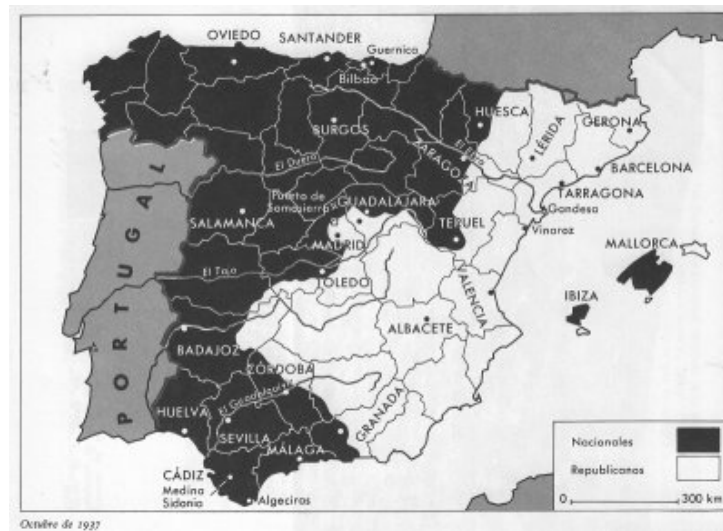 OVIEDO
SANTANDER
Guernica
Bilbao
HUESCA
GERONA
LÉRIDA
BURGOS
El Ebro
ZARAGOZA
BARCELONA
El Duero
TARRAGONA
Gandesa
PORTUGAL
Puerto de
Somosierra
GUADALAJARA
SALAMANCA
TERUEL
Vinaroz
MADRID
MALLORCA
El Tajo
TOLEDO
VALENCIA
IBIZA
BADAJOZ
ALBACETE
CÓRDOBA
El Guadalquivir
HUELVA
SEVILLA
GRANADA
MÁLAGA
CÁDIZ
Medina
Sidonia
Algeciras
Nacionales
Republicanos
0 300 km
Octubre de 1937